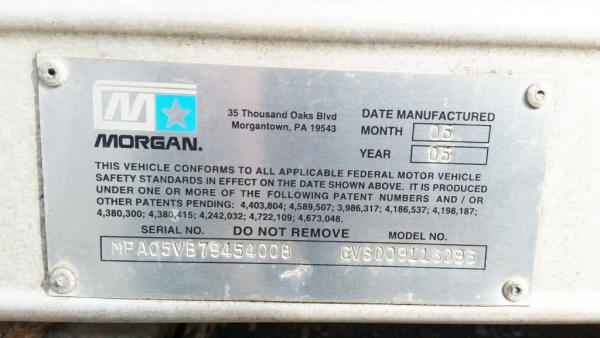 M
MORGAN.
35 Thousand Oaks Blvd
Morgantown, PA 19543
DATE MANUFACTURED
MONTH 05
YEAR 05
THIS VEHICLE CONFORMS TO ALL APPLICABLE FEDERAL MOTOR VEHICLE
SAFETY STANDARDS IN EFFECT ON THE DATE SHOWN ABOVE. IT IS PRODUCED
UNDER ONE OR MORE OF THE FOLLOWING PATENT NUMBERS AND / OR
OTHER PATENTS PENDING: 4,403,804; 4,589,507; 3,986,317; 4,186,537; 4,198,187;
4,380,300; 4,380,415; 4,242,032; 4,722,109; 4,673,048.
SERIAL NO. DO NOT REMOVE MODEL NO.
MPA05VB79454008